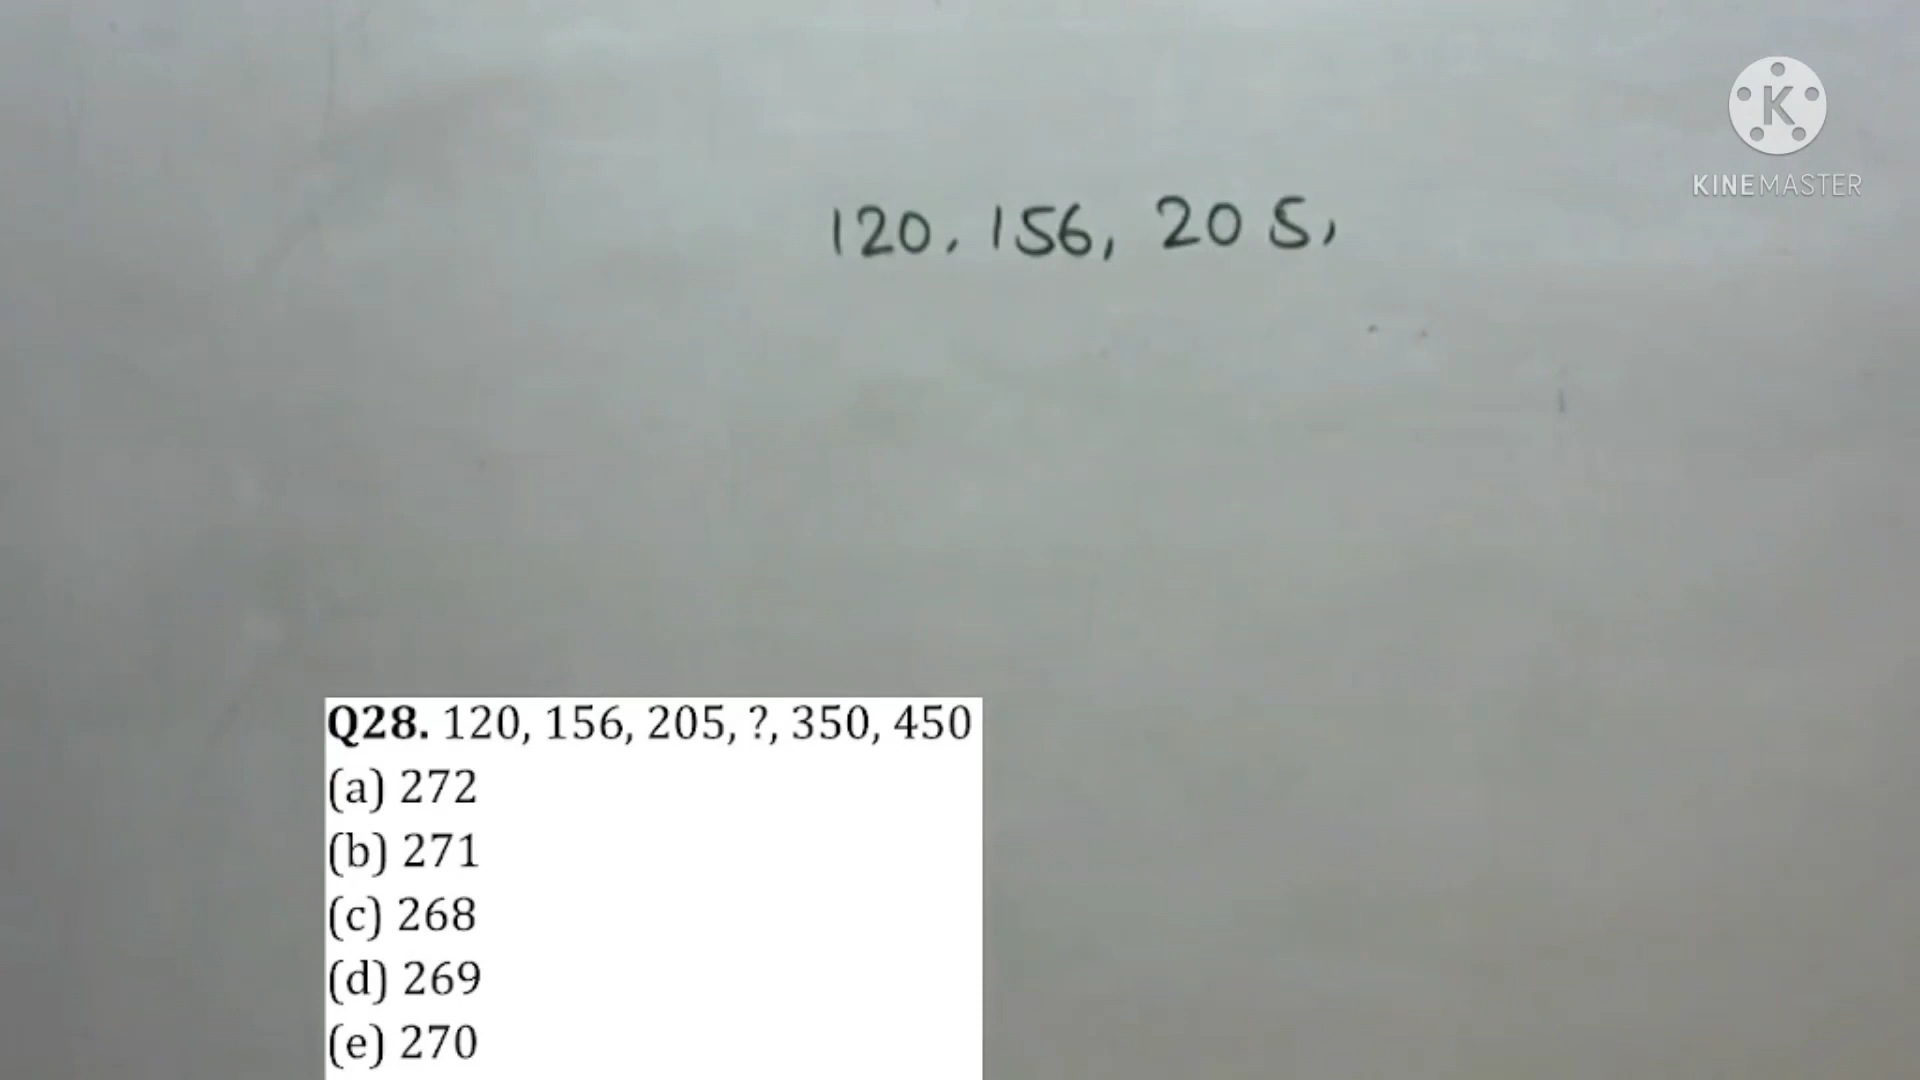 K
KINEMASTER
120, 156, 205,
Q28. 120, 156, 205, ?, 350, 450
(a) 272
(b) 271
(c) 268
(d) 269
(e) 270